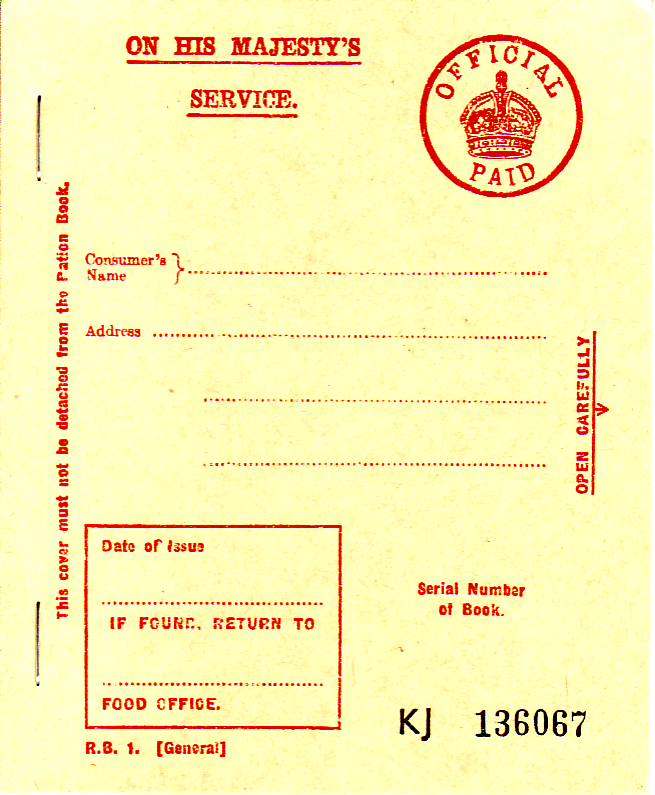 ON HIS MAJESTY'S
SERVICE.
OFFICIAL
PAID
Consumer's
Name
Address
This cover must not be detached from the Ration Book.
OPEN CAREFULLY
Date of Issue
IF FOUND, RETURN TO
FOOD OFFICE.
R.B. 1. [General]
Serial Number
of Book.
KJ 136067